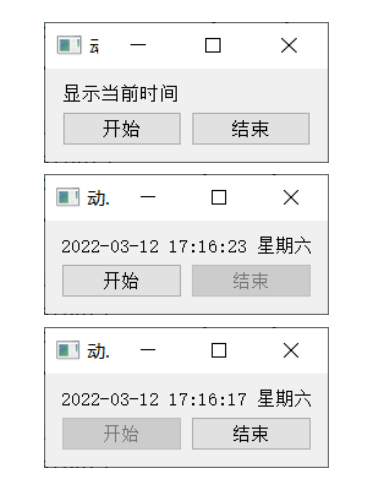 显示当前时间
开始 结束
动.
2022-03-12 17:16:23 星期六
开始 结束
动.
2022-03-12 17:16:17 星期六
开始 结束